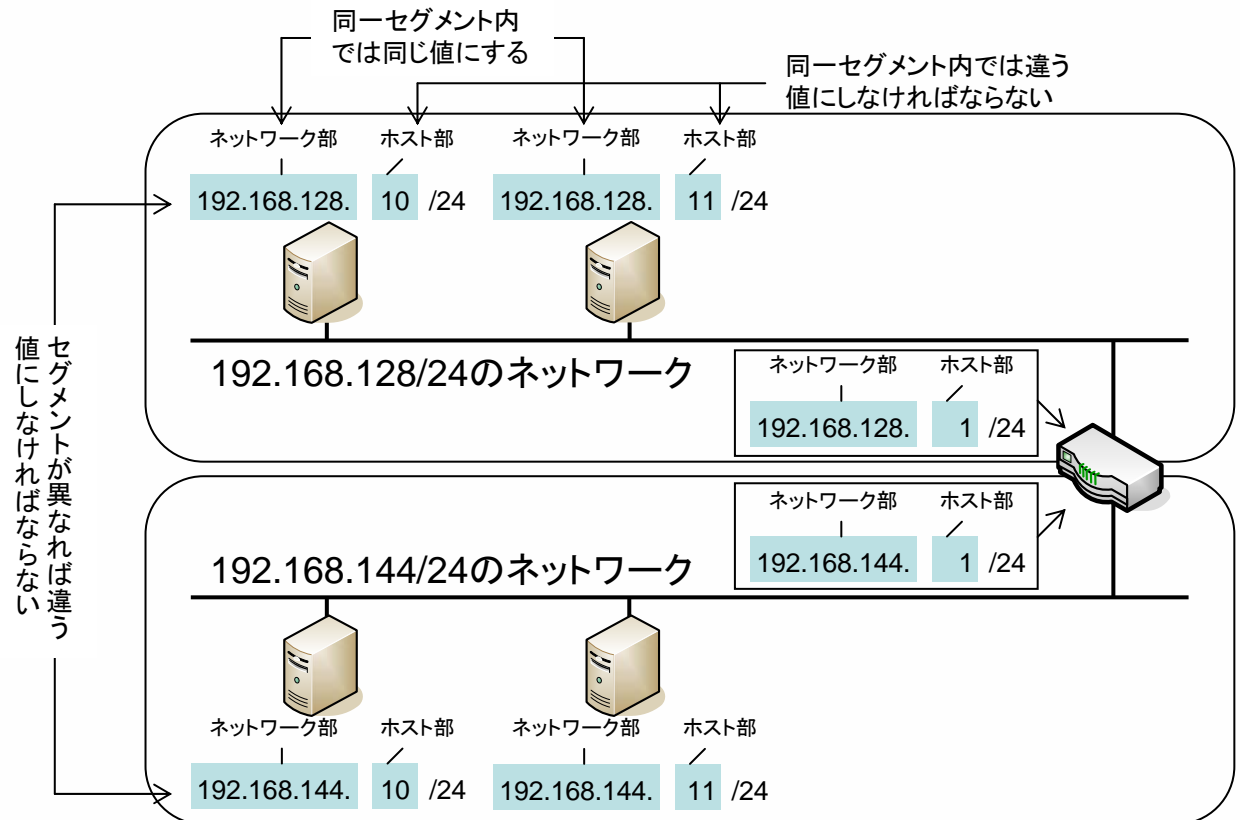 同一セグメント内
では同じ値にする
同一セグメント内では違う
値にしなければならない
ネットワーク部 ホスト部 ネットワーク部 ホスト部
192.168.128. 10 /24 192.168.128. 11 /24
セグメントが異なれば違う
値にしなければならない
192.168.128/24のネットワーク
ネットワーク部 ホスト部
192.168.128. 1 /24
ネットワーク部 ホスト部
192.168.144. 1 /24
192.168.144/24のネットワーク
ネットワーク部 ホスト部 ネットワーク部 ホスト部
192.168.144. 10 /24 192.168.144. 11 /24